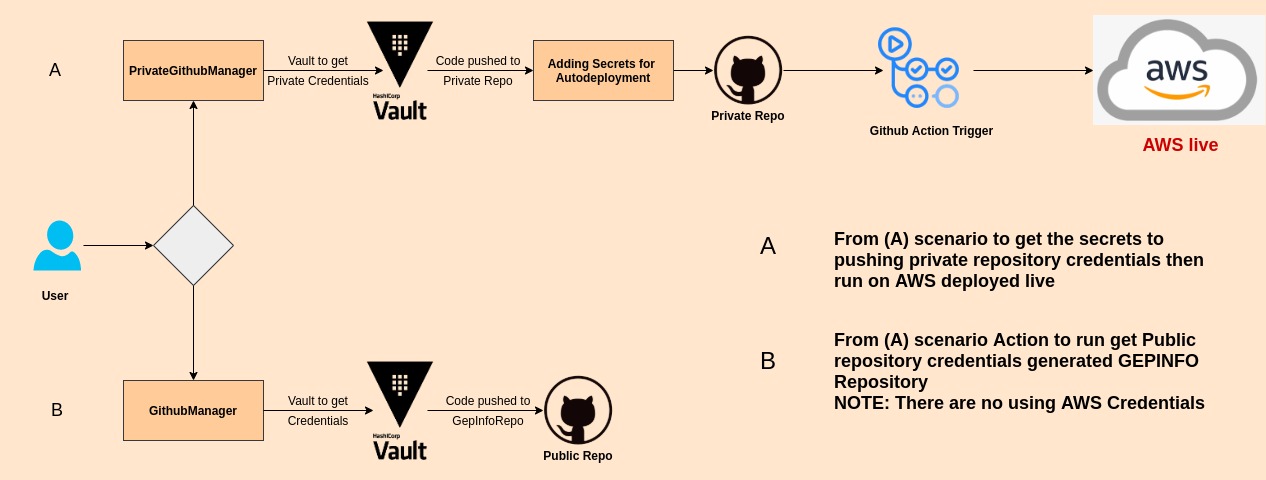 A
PrivateGithubManager
Vault to get
Private Credentials
HashiCorp
Vault
Code pushed to
Private Repo
Adding Secrets for
Autodeployment
Private Repo
Github Action Trigger
aws
AWS live
User
A
From (A) scenario to get the secrets to
pushing private repository credentials then
run on AWS deployed live
B
From (A) scenario Action to run get Public
repository credentials generated GEPINFO
Repository
NOTE: There are no using AWS Credentials
B
GithubManager
Vault to get
Credentials
HashiCorp
Vault
Code pushed to
GepInfoRepo
Public Repo